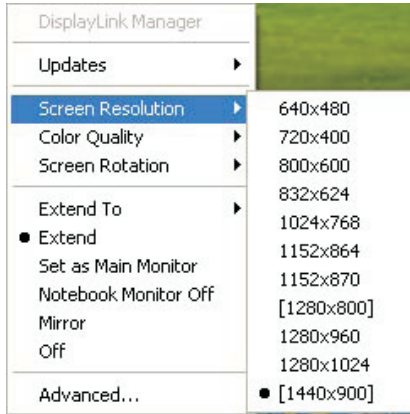 DisplayLink Manager
Updates
Screen Resolution
Color Quality
Screen Rotation
Extend To
Extend
Set as Main Monitor
Notebook Monitor Off
Mirror
Off
Advanced...
640x480
720x400
800x600
832x624
1024x768
1152x864
1152x870
[1280x800]
1280x960
1280x1024
[1440x900]